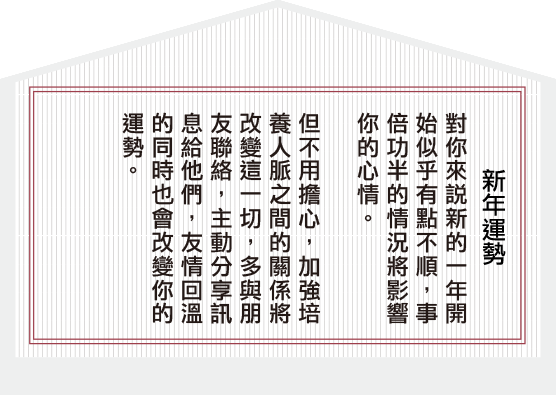 新年運勢
對你來説新的一年開
始似乎有點不順，事
倍功半的情況將影響
你的心情。
但不用擔心，加強培
養人脈之間的關係將
改變這一切，多與朋
友聯絡，主動分享訊
息給他們，友情回溫
的同時也會改變你的
運勢。